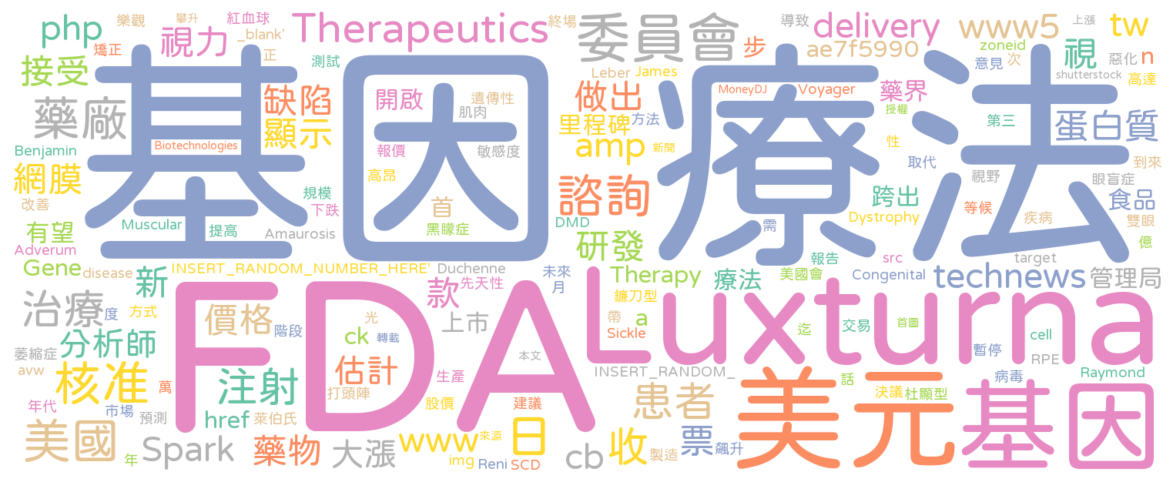 php 樂觀 攀升 紅血球 Therapeutics 終場 委員會 導致 delivery www5 上漲 tw
矯正 視力 _blank' 正 測試 步 ae7f5990 zoneid 視 惡化 n
接受 缺陷 開啟 遺傳性 Leber James 做出 MoneyDJ Voyager 藥界 意見 次 shutterstock 高達
藥廠 基因療法 顯示 肌肉 里程碑 方法 授權 第三 蛋白質
Benjamin Biotechnologies 報價 敏感度 amp 新聞 性 取代 到來
網膜 規模 高昂 諮詢 跨出 視野 眼盲症 食品
改善 Muscular 下跌 首 DMD Dystrophy 等候 雙眼
有望 提高 Amaurosis 黑矇症 研發 需 疾病 億
Adverum 報告 src target
Gene disease 新 INSERT_RANDOM_NUMBER_HERE' Duchenne 未來 Therapy 療法 美國會 Congenital technews 管理局
治療 度 方式 價格 FDA 款 先天性 月 鐮刀型 Luxturna
階段 光 ck 上市 帶 a 迄 交易 首圖 cell
萎縮症 分析師 轉載 Sickle 暫停 RPE
avw 核准 萬 注射 估計 本文 INSERT_RANDOM_ 話 病毒 Raymond
年代 市場 預測 萊伯氏 href 打頭陣 生產 股價 建議 患者 美元 決議 杜顯型 基因
美國 年 Spark 藥物 大漲 www 來源 日 收 票 飆升
img Reni SCD cb 製造